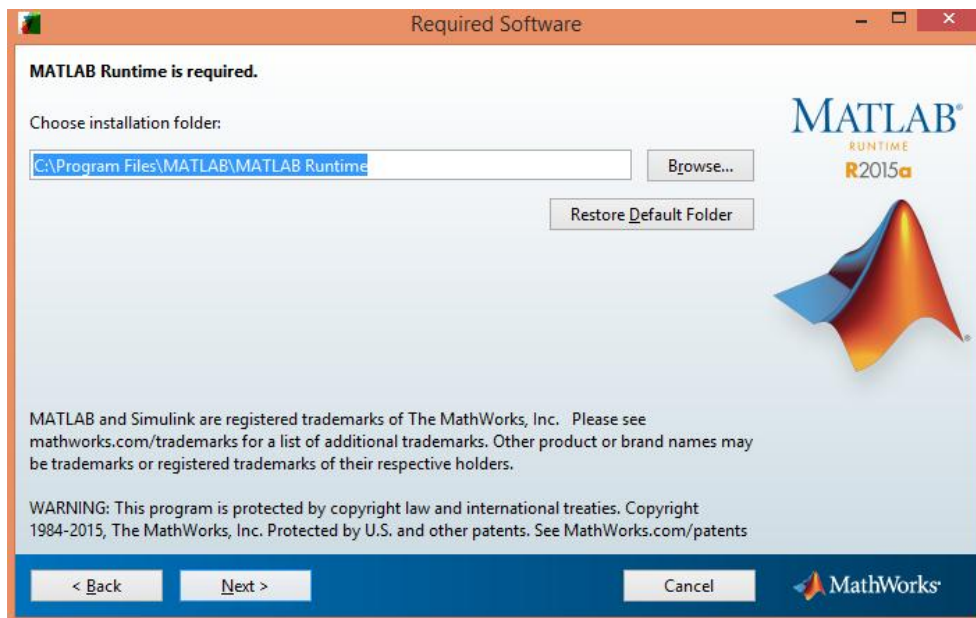 Required Software
MATLAB Runtime is required.
Choose installation folder:
C:\Program Files\MATLAB\MATLAB Runtime
Browse...
Restore Default Folder
MATLAB®
RUNTIME
R2015a
®
MATLAB and Simulink are registered trademarks of The MathWorks, Inc.   Please see
mathworks.com/trademarks for a list of additional trademarks. Other product or brand names may
be trademarks or registered trademarks of their respective holders.
WARNING: This program is protected by copyright law and international treaties. Copyright
1984-2015, The MathWorks, Inc. Protected by U.S. and other patents. See MathWorks.com/patents
< Back
Next >
Cancel
MathWorks®